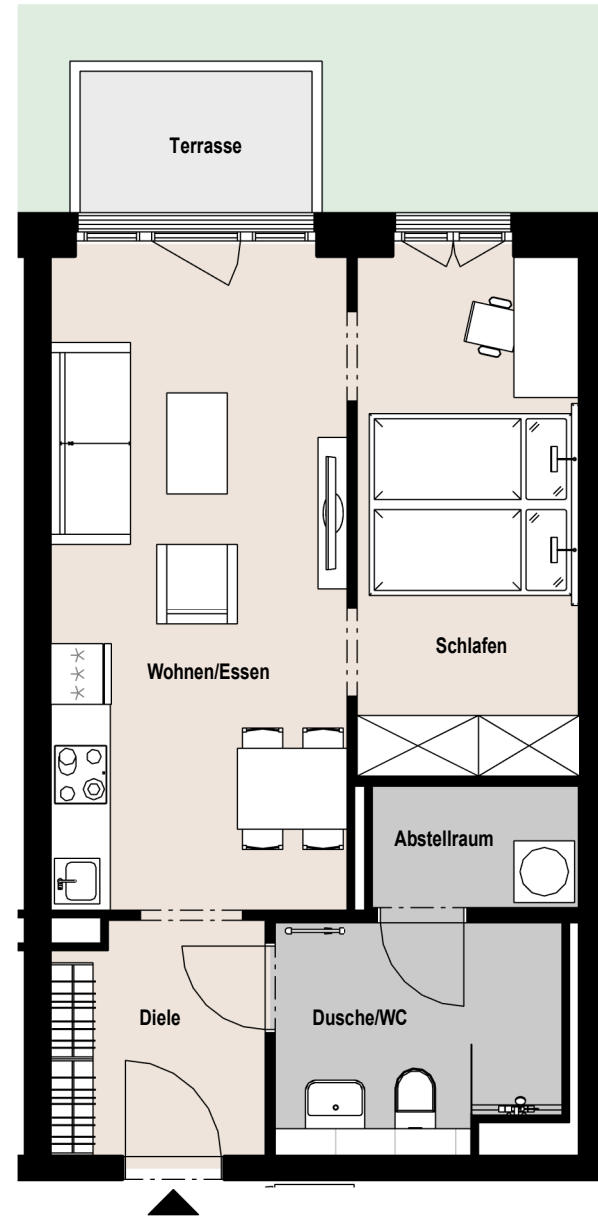 Terrasse
Schlafen
Wohnen/Essen
Abstellraum
Diele
Dusche/WC